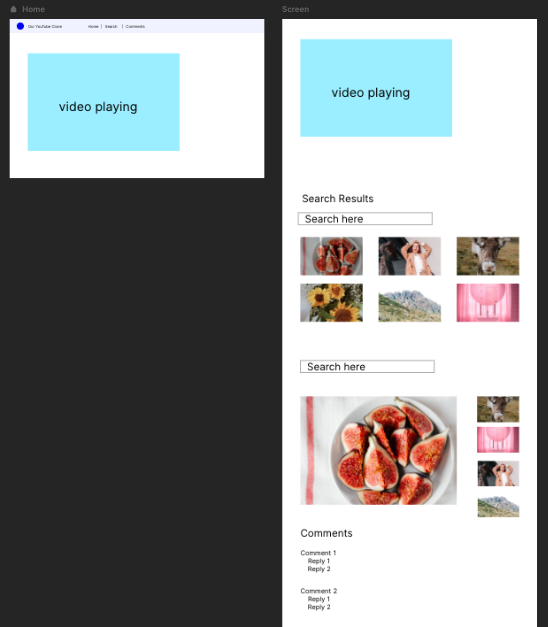 Home
Our YouTube Clone
Home | Search | Comments
video playing
Screen
video playing
Search Results
Search here
Search here
Comments
Comment 1
Reply 1
Reply 2
Comment 2
Reply 1
Reply 2